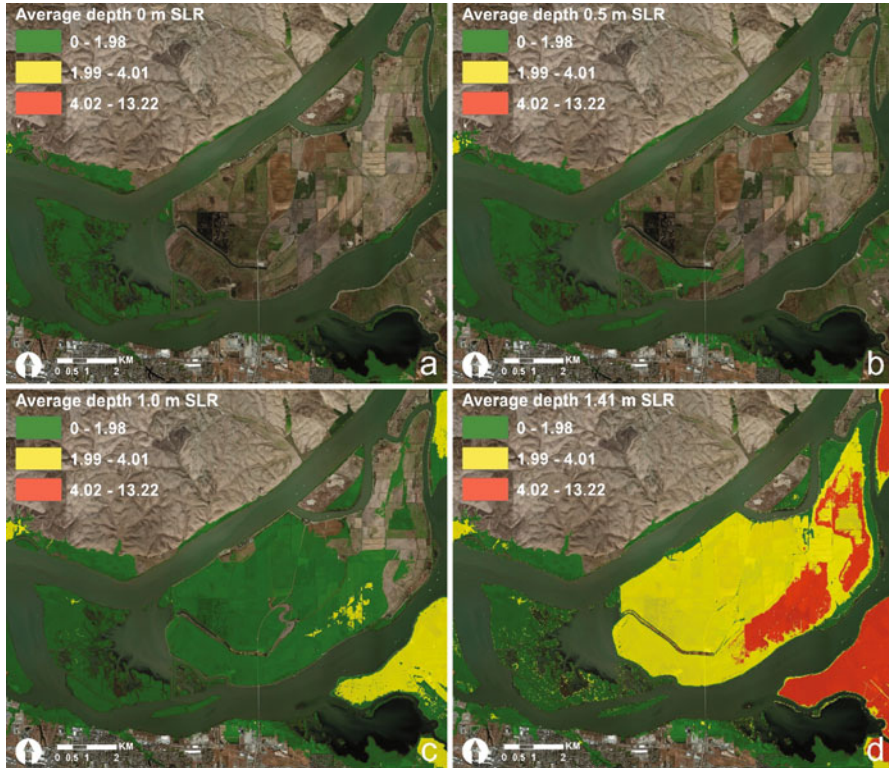 Average depth 0 m SLR
0 - 1.98
1.99 - 4.01
4.02 - 13.22
KM
0 0.5 1 2
a
Average depth 0.5 m SLR
0 - 1.98
1.99 - 4.01
4.02 - 13.22
KM
0 0.5 1 2
b
Average depth 1.0 m SLR
0 - 1.98
1.99 - 4.01
4.02 - 13.22
KM
0 0.5 1 2
c
Average depth 1.41 m SLR
0 - 1.98
1.99 - 4.01
4.02 - 13.22
KM
0 0.5 1 2
d